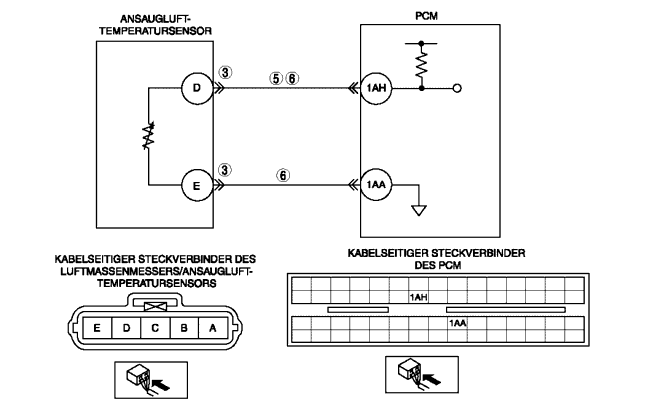 ANSAUGLUFT-
TEMPERATURSENSOR
PCM
D
3
5 6
1AH
E
3
6
1AA
KABELSEITIGER STECKVERBINDER DES
LUFTMASSENMESSERS/ANSAUGLUFT-
TEMPERATURSENSORS
E D C B A
KABELSEITIGER STECKVERBINDER
DES PCM
1AH
1AA